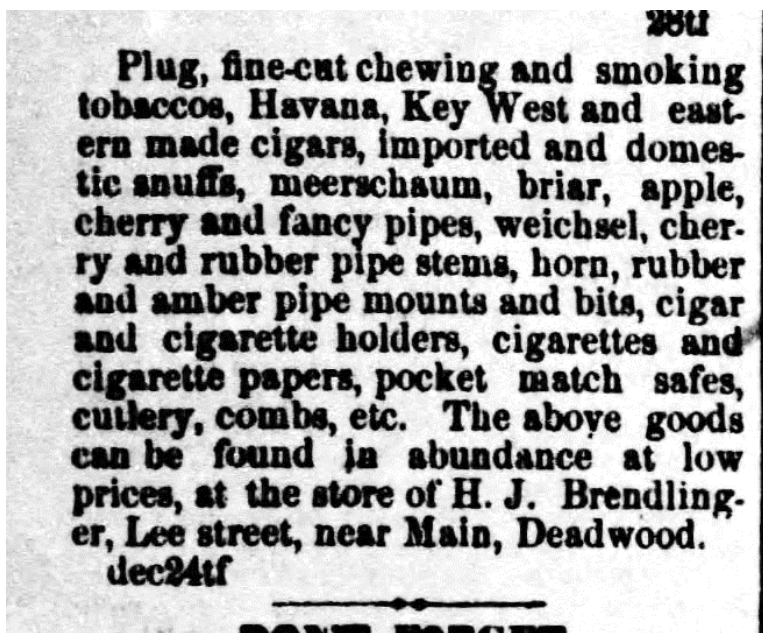 28tf
Plug, fine-cut chewing and smoking
tobaccos, Havana, Key West and east-
ern made cigars, imported and domes-
tic snuffs, meerschaum, briar, apple,
cherry and fancy pipes, weichsel, cher-
ry and rubber pipe stems, horn, rubber
and amber pipe mounts and bits, cigar
and cigarette holders, cigarettes and
cigarette papers, pocket match safes,
cutlery, combs, etc. The above goods
can be found in abundance at low
prices, at the store of H. J. Brendling-
er, Lee street, near Main, Deadwood.
dec24tf
DON'T FORGET